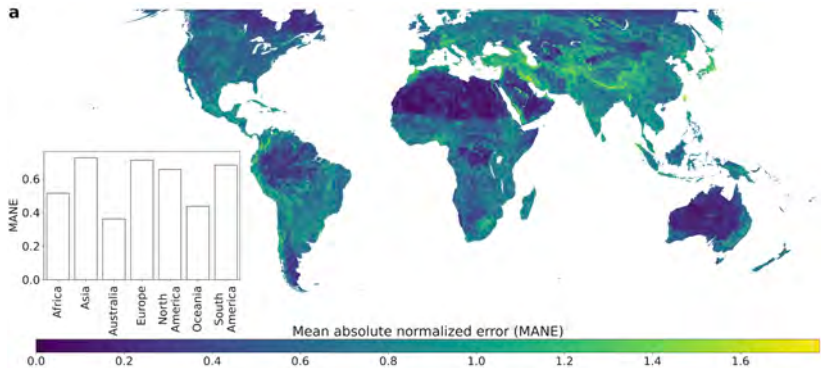 a
0.6
0.4
0.2
0.0
MANE
Africa
Asia
Australia
Europe
North
America
Oceania
South
America
Mean absolute normalized error (MANE)
0.0 0.2 0.4 0.6 0.8 1.0 1.2 1.4 1.6